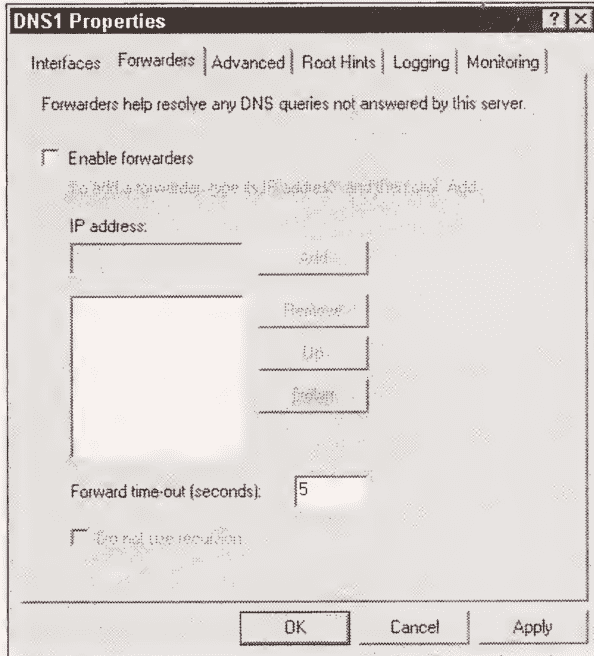 DNS1 Properties
Interfaces Forwarders Advanced Root Hints Logging Monitoring
Forwarders help resolve any DNS queries not answered by this server.
Enable forwarders
To add a forwarder, type its IP address and then click Add.
IP address:
Add
Remove
Up
Down
Forward time-out (seconds): 5
Do not use recursion
OK Cancel Apply